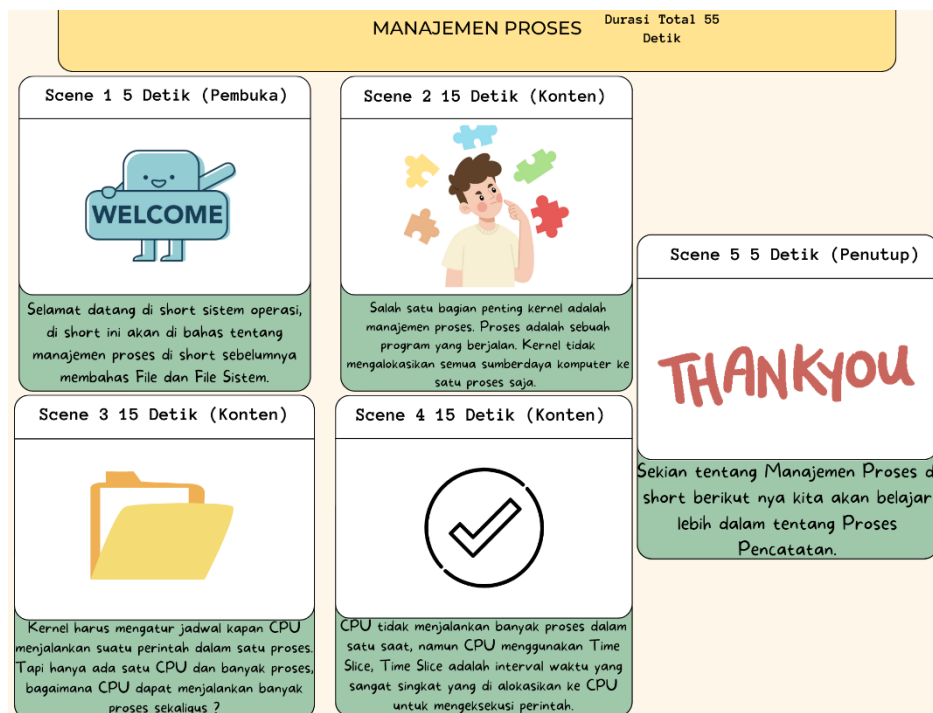 MANAJEMEN PROSES
Durasi Total 55
Detik
Scene 1 5 Detik (Pembuka)
WELCOME
Selamat datang di short sistem operasi,
di short ini akan di bahas tentang
manajemen proses di short sebelumnya
membahas File dan File Sistem.
Scene 2 15 Detik (Konten)
Salah satu bagian penting kernel adalah
manajemen proses. Proses adalah sebuah
program yang berjalan. Kernel tidak
mengalokasikan semua sumberdaya komputer ke
satu proses saja.
Scene 3 15 Detik (Konten)
Kernel harus mengatur jadwal kapan CPU
menjalankan suatu perintah dalam satu proses.
Tapi hanya ada satu CPU dan banyak proses,
bagaimana CPU dapat menjalankan banyak
proses sekaligus ?
Scene 4 15 Detik (Konten)
CPU tidak menjalankan banyak proses dalam
satu saat, namun CPU menggunakan Time
Slice, Time Slice adalah interval waktu yang
sangat singkat yang di alokasikan ke CPU
untuk mengeksekusi perintah.
Scene 5 5 Detik (Penutup)
THANKYOU
Sekian tentang Manajemen Proses
short berikut nya kita akan belajar
lebih dalam tentang Proses
Pencatatan.